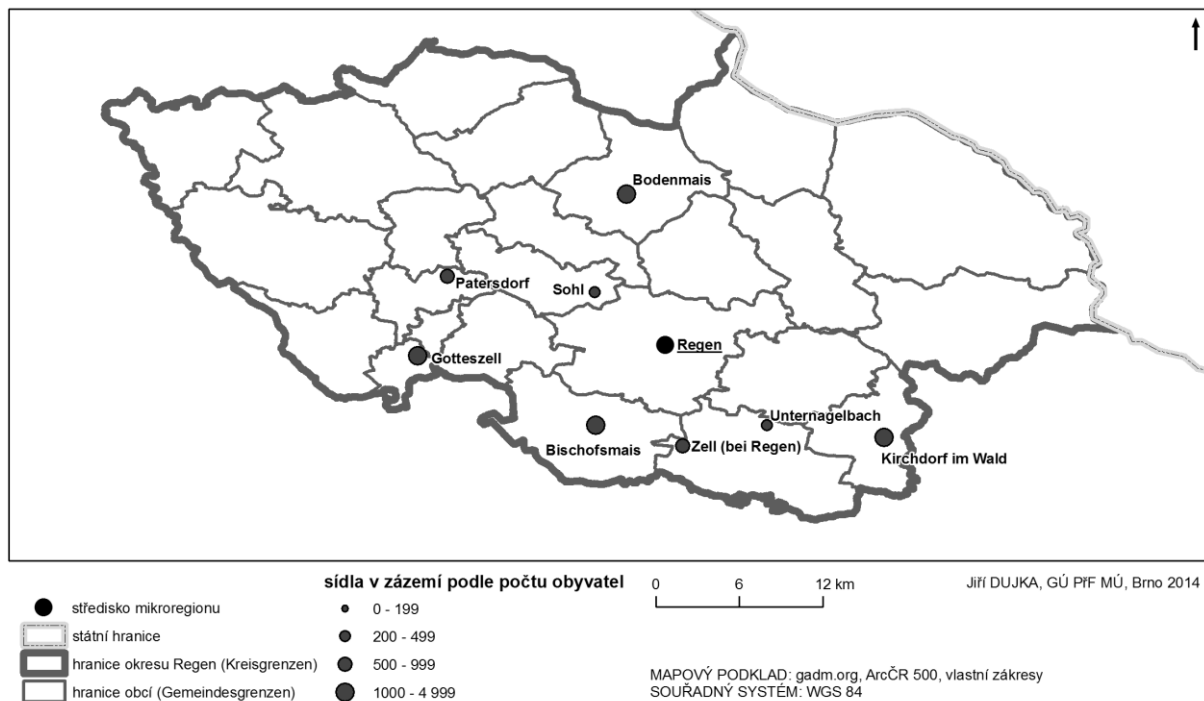 Bodenmais
Patersdorf
Sohl
Regen
Gotteszell
Unternagelbach
Bischofsmais
Zell (bei Regen)
Kirchdorf im Wald
středisko mikroregionu
státní hranice
hranice okresu Regen (Kreisgrenzen)
hranice obcí (Gemeindesgrenzen)
sídla v zázemí podle počtu obyvatel
0 - 199
200 - 499
500 - 999
1000 - 4 999
0 6 12 km
Jiří DUJKA, GÚ PřF MÚ, Brno 2014
MAPOVÝ PODKLAD: gadm.org, ArcČR 500, vlastní zákresy
SOUŘADNÝ SYSTÉM: WGS 84